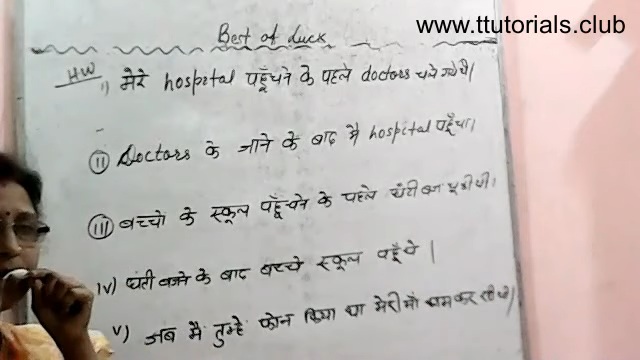 www.ttutorials.club
Best of Luck
HW
i) मेरे hospital पहुँचने के पहले doctors चले गये थे।
ii) Doctors के जाने के बाद मै hospital पहुँचा।
iii) बच्चो के स्कूल पहुँचने के पहले घंटी बज चुकी थी।
iv) घंटी बजने के बाद बच्चे स्कूल पहुँचे।
v) जब मै तुम्हे फोन किया था मेरी माँ काम कर रही थी।